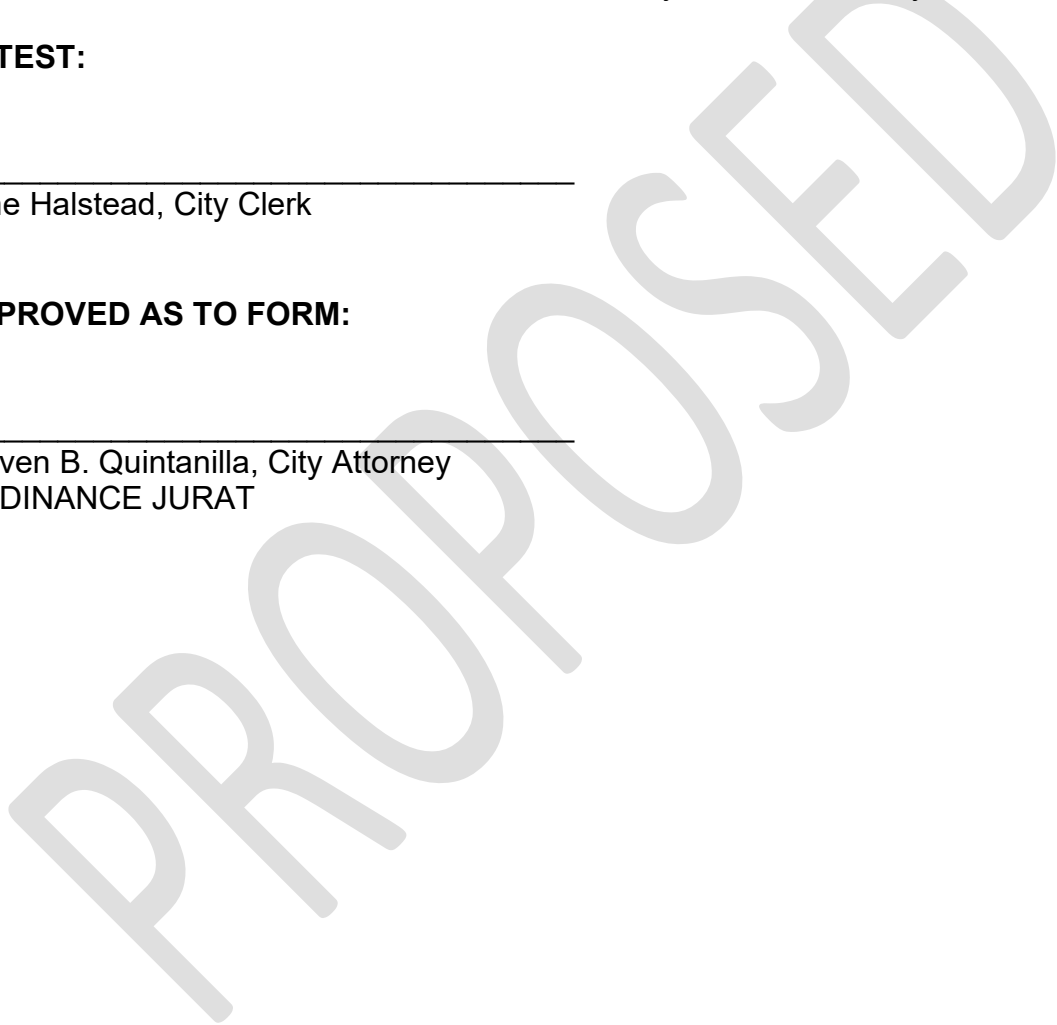 TEST:
e Halstead, City Clerk
PROVED AS TO FORM:
ven B. Quintanilla, City Attorney
DINANCE JURAT
PROPOSED